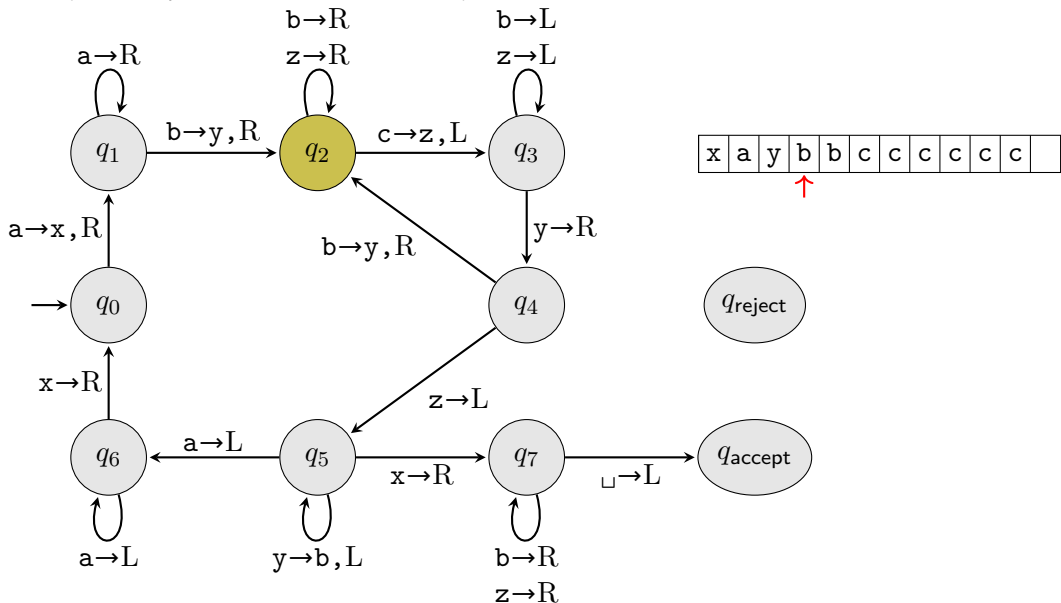 b→R
b→L
a→R
z→R
z→L
q1
b→y,R
q2
c→z,L
q3
x a y b b c c c c c c
a→x,R
b→y,R
y→R
q0
q4
qreject
x→R
z→L
q6
a→L
q5
x→R
q7
␣→L
qaccept
a→L
y→b,L
b→R
z→R